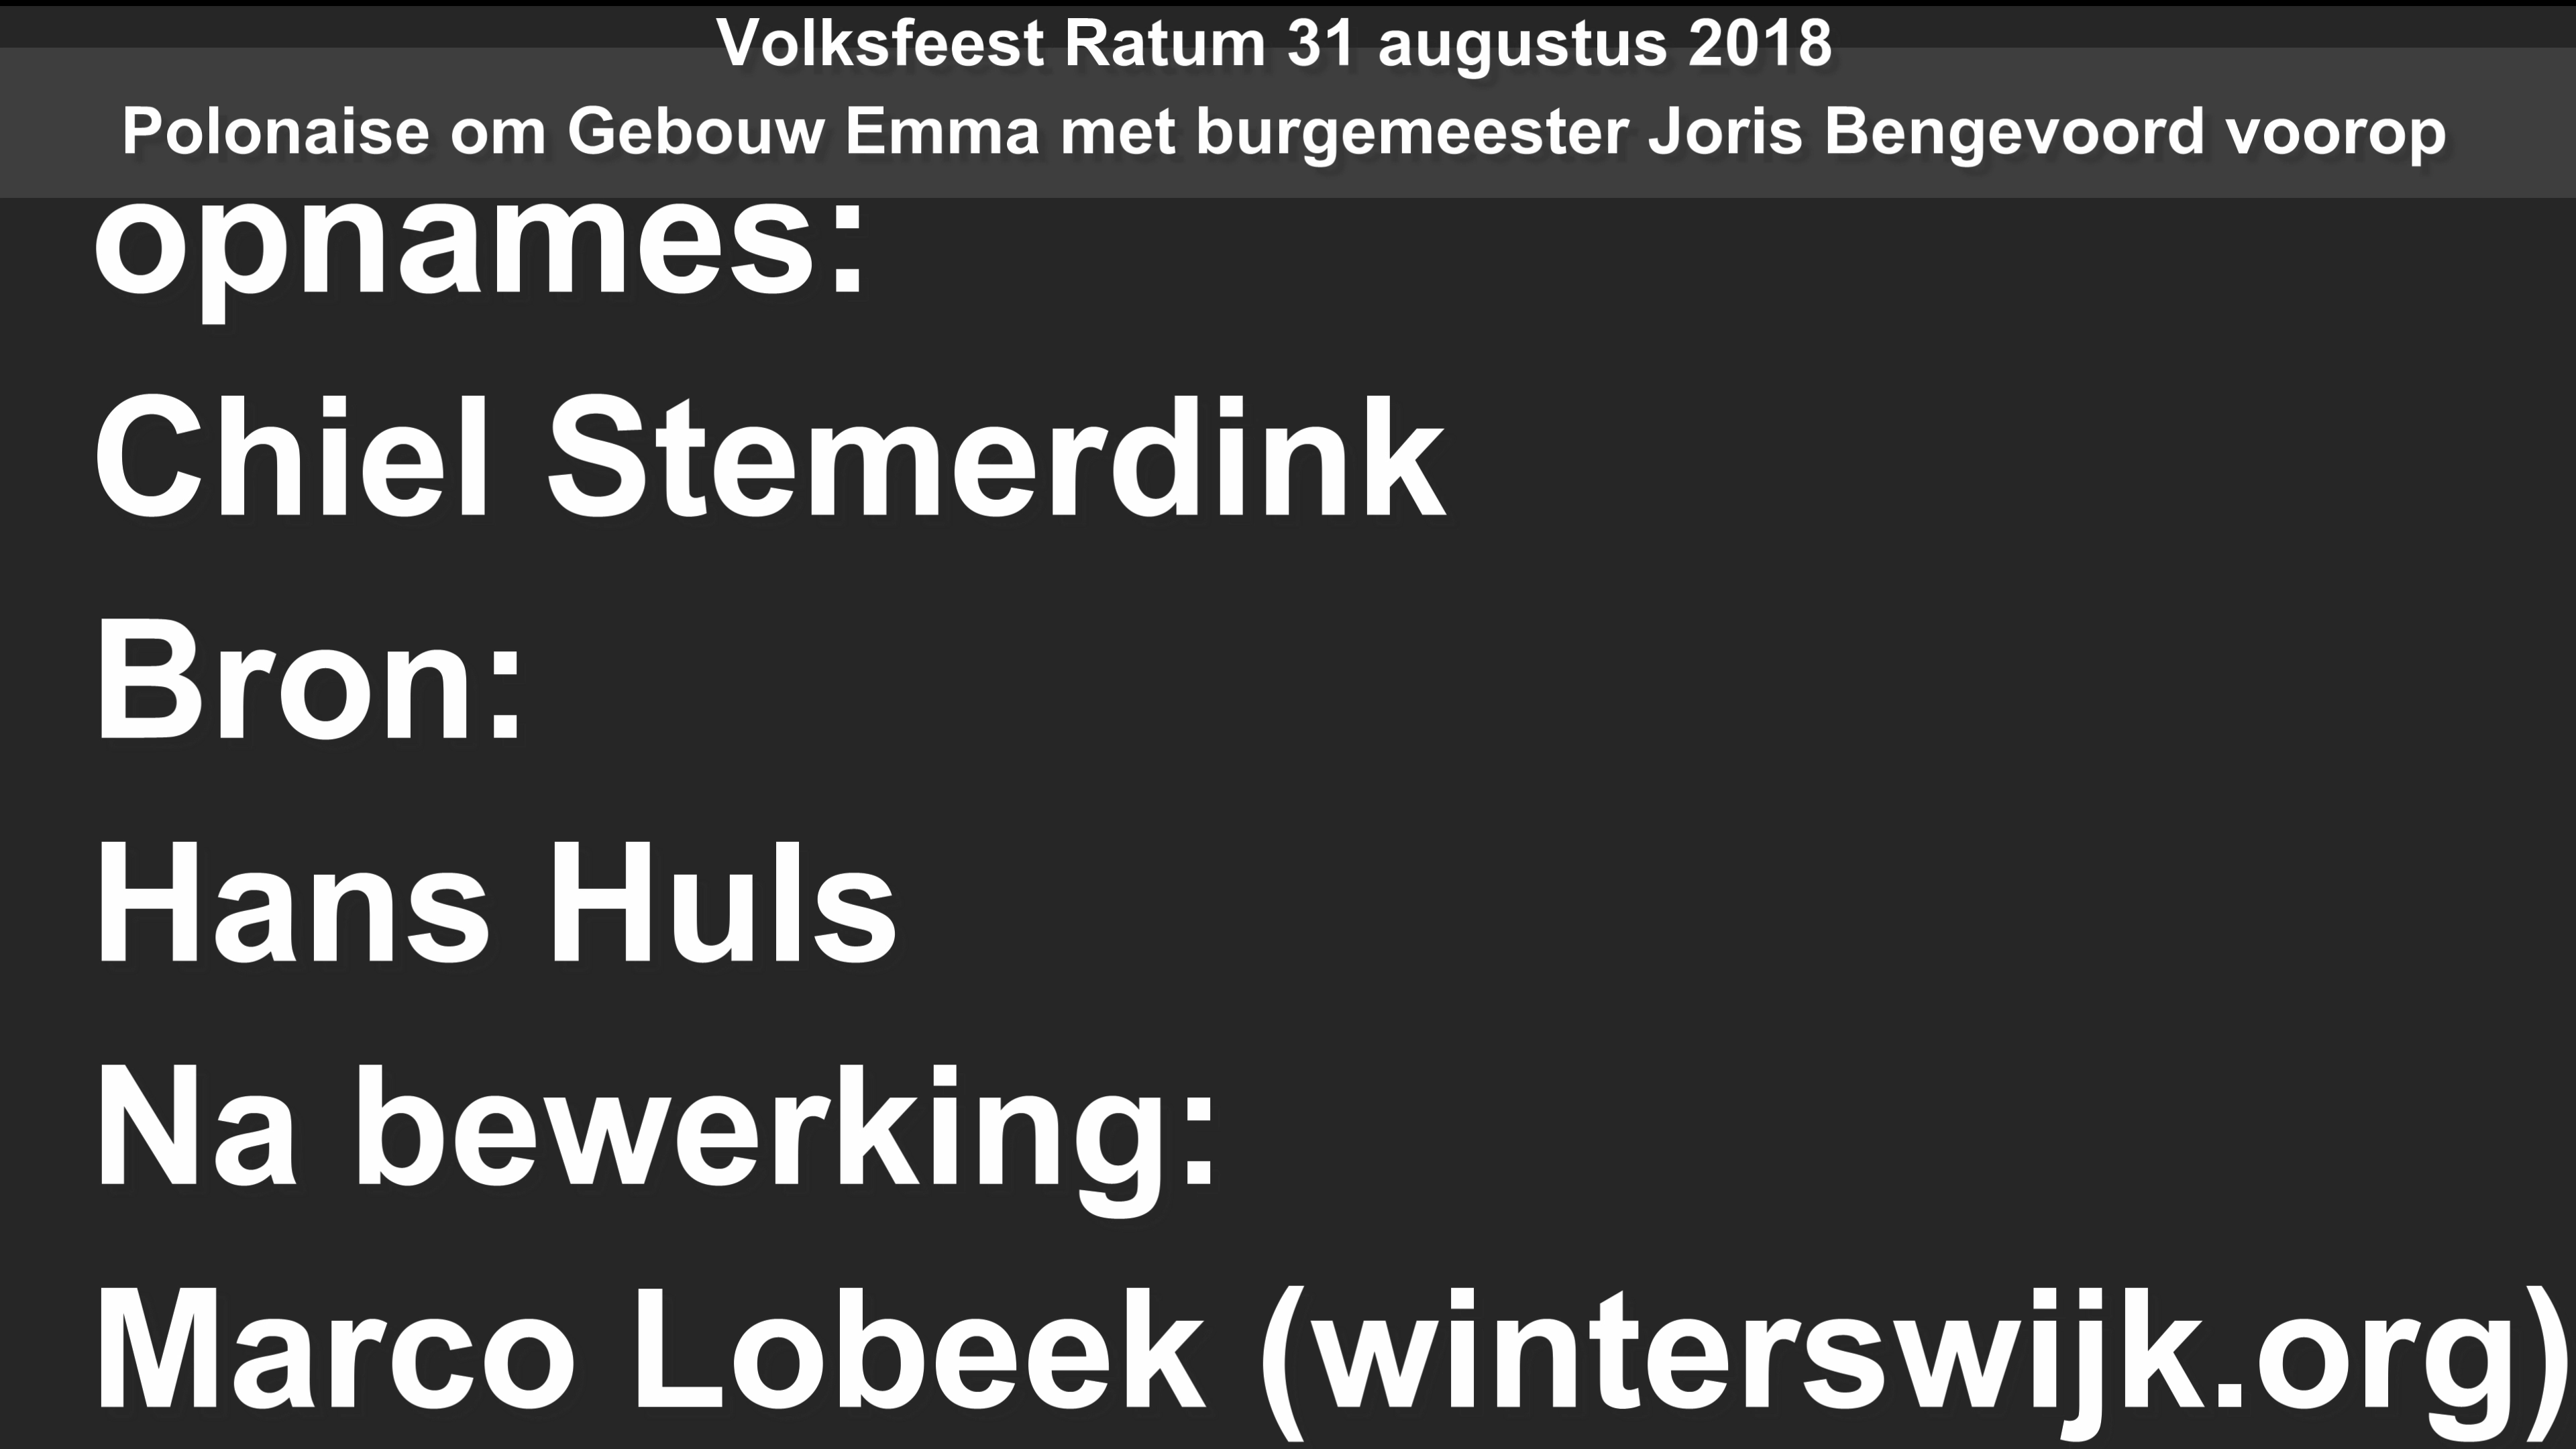 Volksfeest Ratum 31 augustus 2018
Polonaise om Gebouw Emma met burgemeester Joris Bengevoord voorop
opnames:
Chiel Stemerdink
Bron:
Hans Huls
Na bewerking:
Marco Lobeek (winterswijk.org)